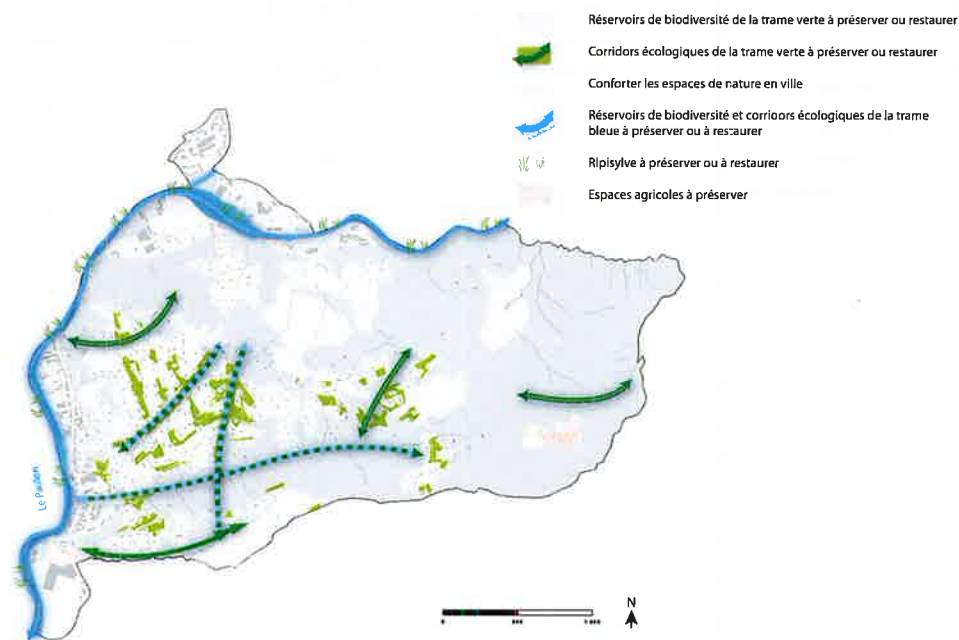 Réservoirs de biodiversité de la trame verte à préserver ou restaurer
Corridors écologiques de la trame verte à préserver ou restaurer
Conforter les espaces de nature en ville
Réservoirs de biodiversité et corridors écologiques de la trame
bleue à préserver ou à restaurer
Ripisylve à préserver ou à restaurer
Espaces agricoles à préserver
Le Paillon
N
0